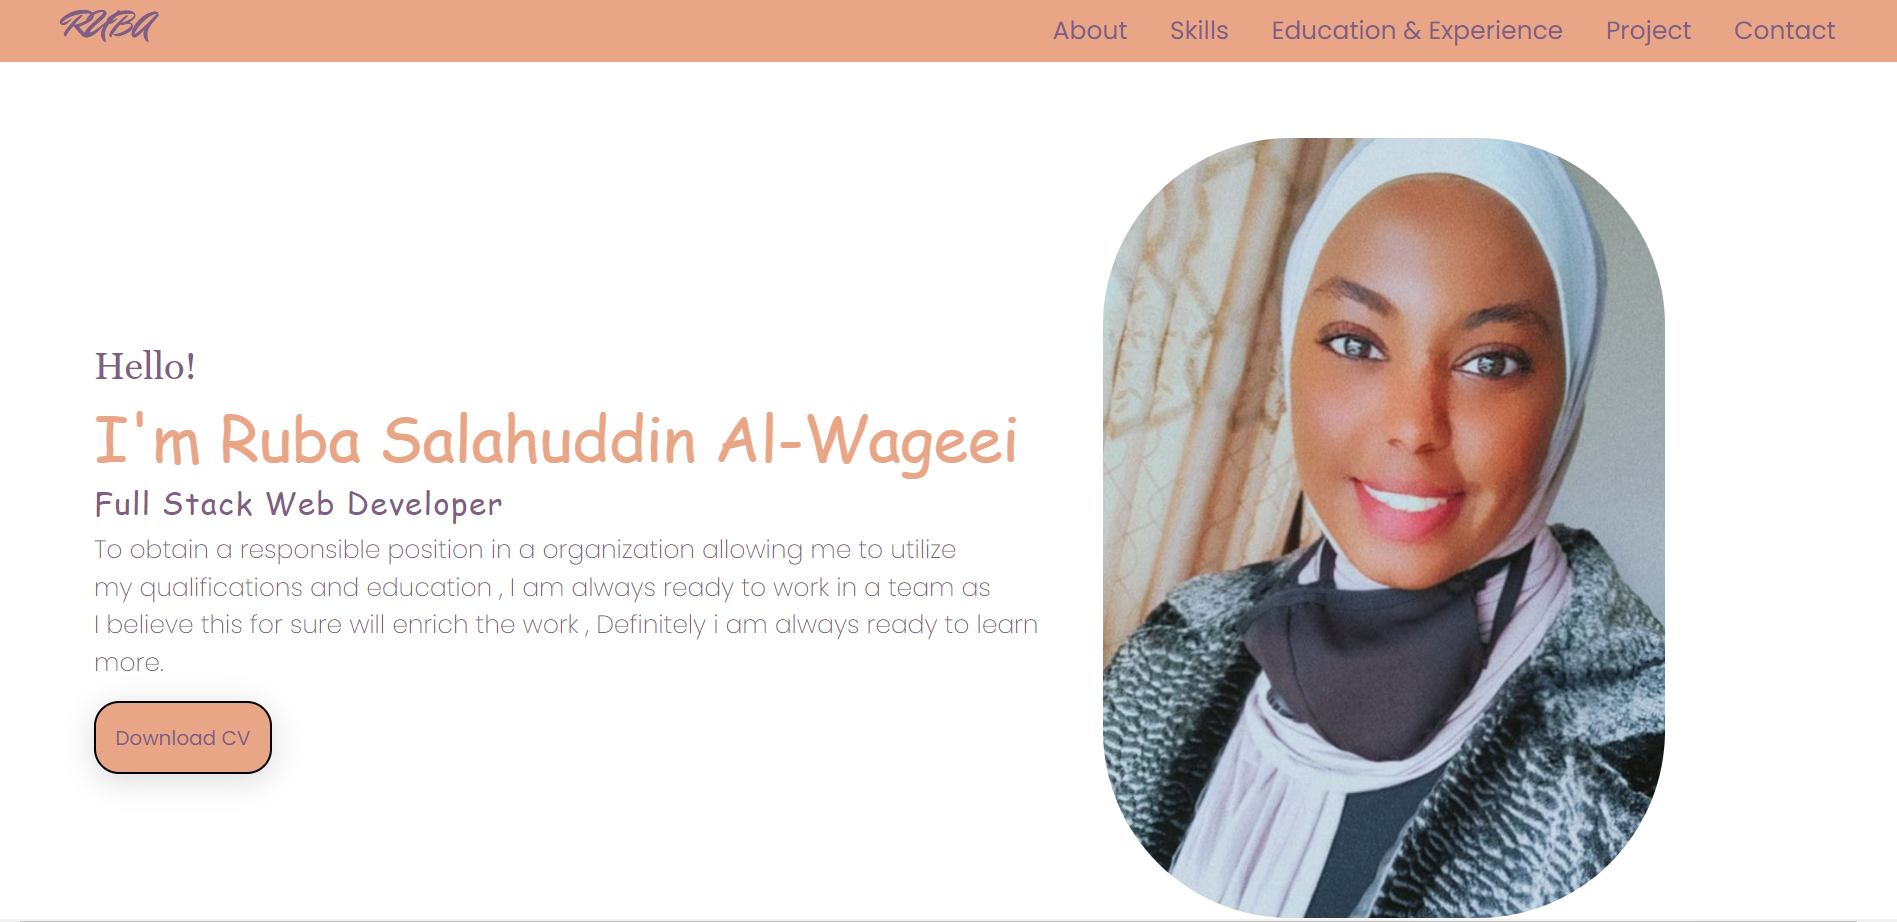 RUBA
About Skills Education & Experience Project Contact
Hello!
I'm Ruba Salahuddin Al-Wageei
Full Stack Web Developer
To obtain a responsible position in a organization allowing me to utilize
my qualifications and education , I am always ready to work in a team as
I believe this for sure will enrich the work , Definitely i am always ready to learn
more.
Download CV